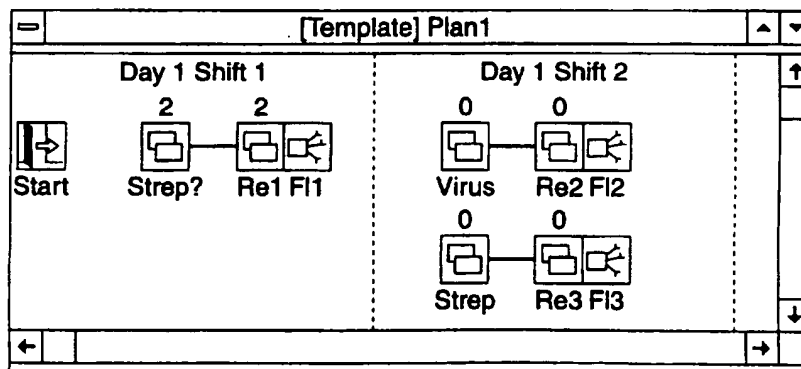 [Template] Plan1
Day 1 Shift 1 Day 1 Shift 2
2 2 0 0
Start Strep? Re1 Fl1 Virus Re2 Fl2
0 0
Strep Re3 Fl3